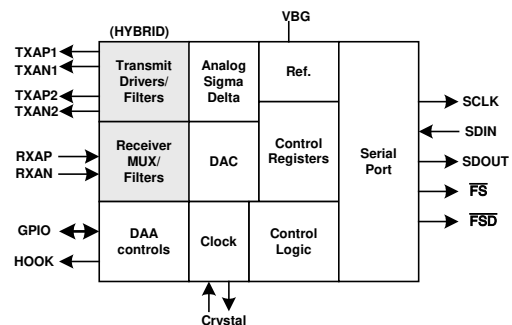 VBG
(HYBRID)
TXAP1
TXAN1
TXAP2
TXAN2
Transmit
Drivers/
Filters
Analog
Sigma
Delta
Ref.
RXAP
RXAN
Receiver
MUX/
Filters
DAC
Control
Registers
Serial
Port
SCLK
SDIN
SDOUT
FS
FSD
GPIO
HOOK
DAA
controls
Clock
Control
Logic
Crystal